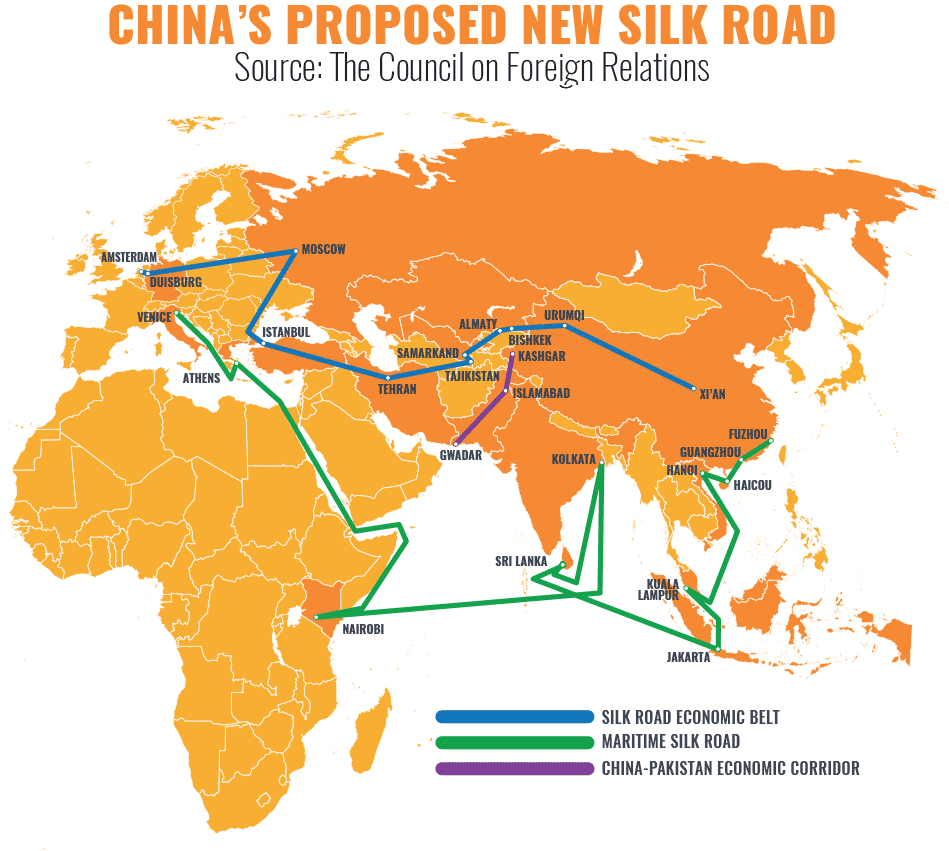 CHINA'S PROPOSED NEW SILK ROAD
Source: The Council on Foreign Relations
MOSCOW
AMSTERDAM
DUISBURG
VENICE
ISTANBUL
URUMQI
ALMATY
BISHKEK
SAMARKAND
KASHGAR
TAJIKISTAN
ATHENS
TEHRAN
ISLAMABAD
XI'AN
GWADAR
KOLKATA
FUZHOU
GUANGZHOU
HANOI
HAICOU
SRI LANKA
KUALA
LAMPUR
NAIROBI
JAKARTA
SILK ROAD ECONOMIC BELT
MARITIME SILK ROAD
CHINA-PAKISTAN ECONOMIC CORRIDOR